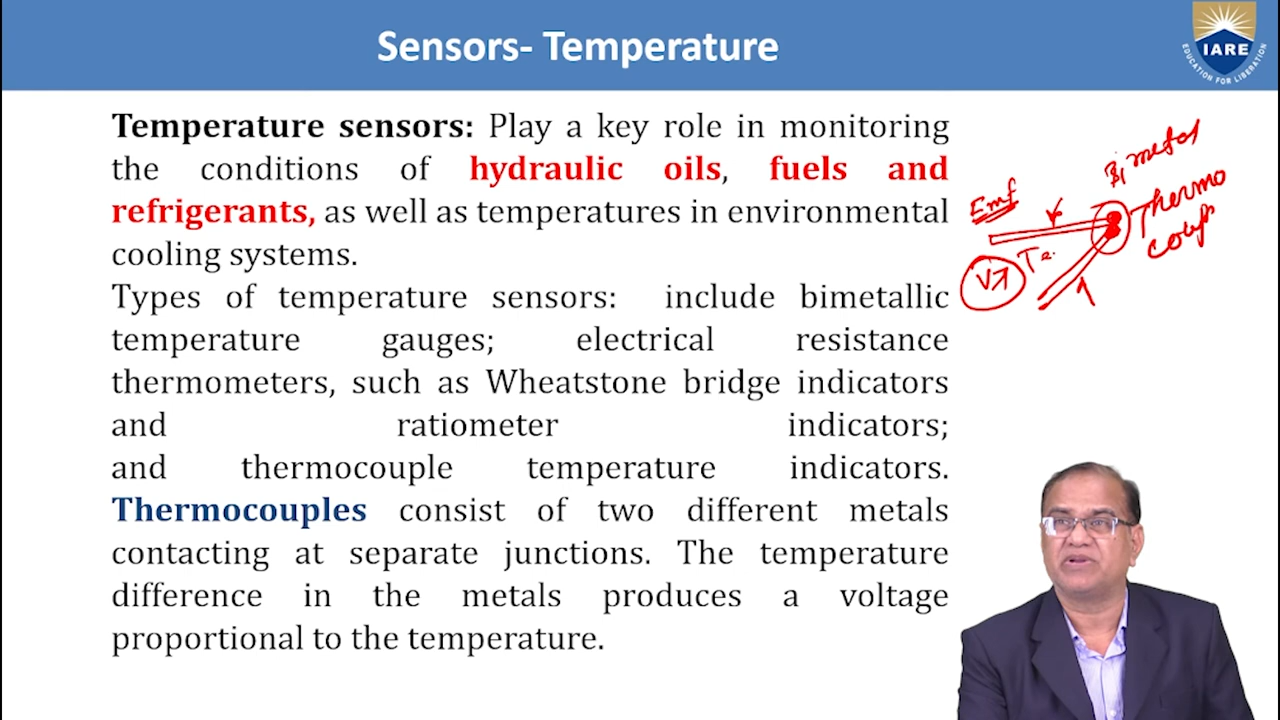 Sensors- Temperature
IARE
EDUCATION FOR LIBERATION
Temperature sensors: Play a key role in monitoring
the conditions of hydraulic oils, fuels and
refrigerants, as well as temperatures in environmental
cooling systems.
Types of temperature sensors: include bimetallic
temperature gauges; electrical resistance
thermometers, such as Wheatstone bridge indicators
and ratiometer indicators;
and thermocouple temperature indicators.
Thermocouples consist of two different metals
contacting at separate junctions. The temperature
difference in the metals produces a voltage
proportional to the temperature.
Bimetal
Thermo
Emf